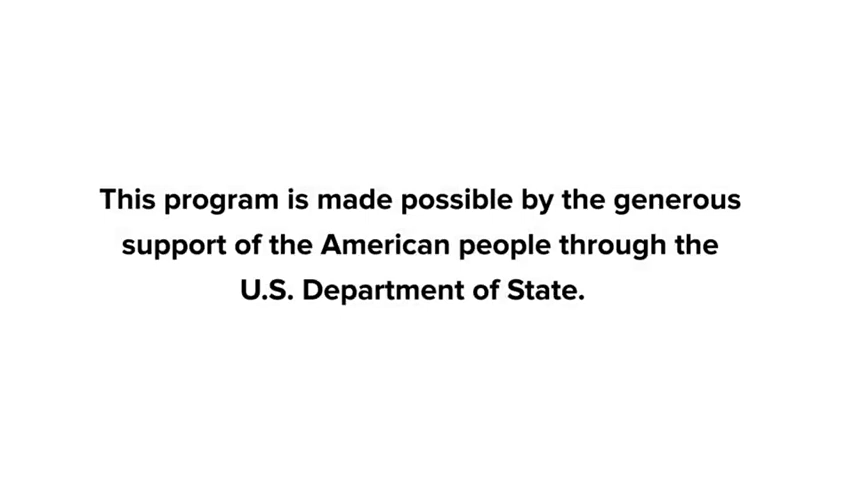 This program is made possible by the generous
support of the American people through the
U.S. Department of State.